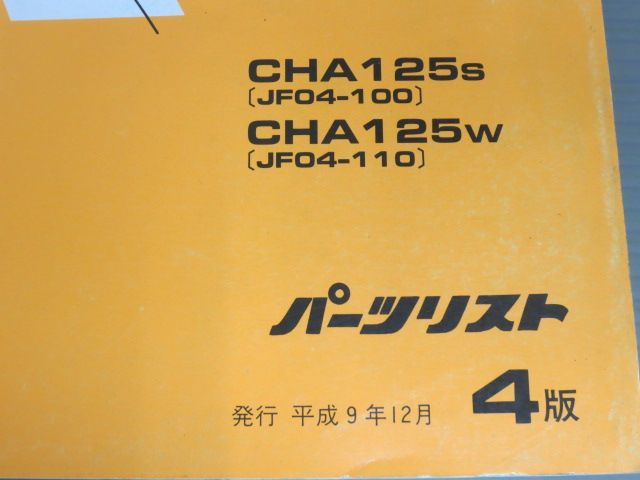 CHA125S
〔JF04-100〕
CHA125W
〔JF04-110〕
パーツリスト
発行 平成9年12月 4版